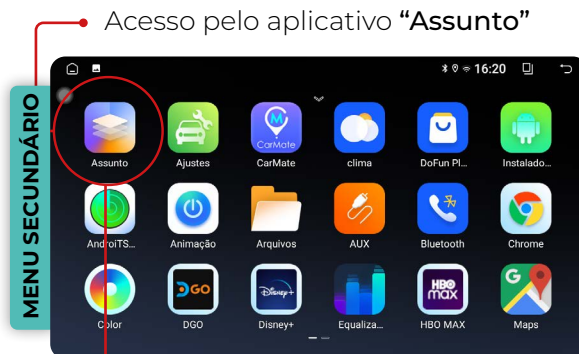 Acesso pelo aplicativo “Assunto”
MENU SECUNDÁRIO
16:20
M
CarMate
Assunto Ajustes CarMate clima DoFun Pl... Instalado...
AndroiTS... Animação Arquivos AUX Bluetooth Chrome
DGO Disney+ HBO max G
Color DGO Disney+ Equaliza... HBO MAX Maps